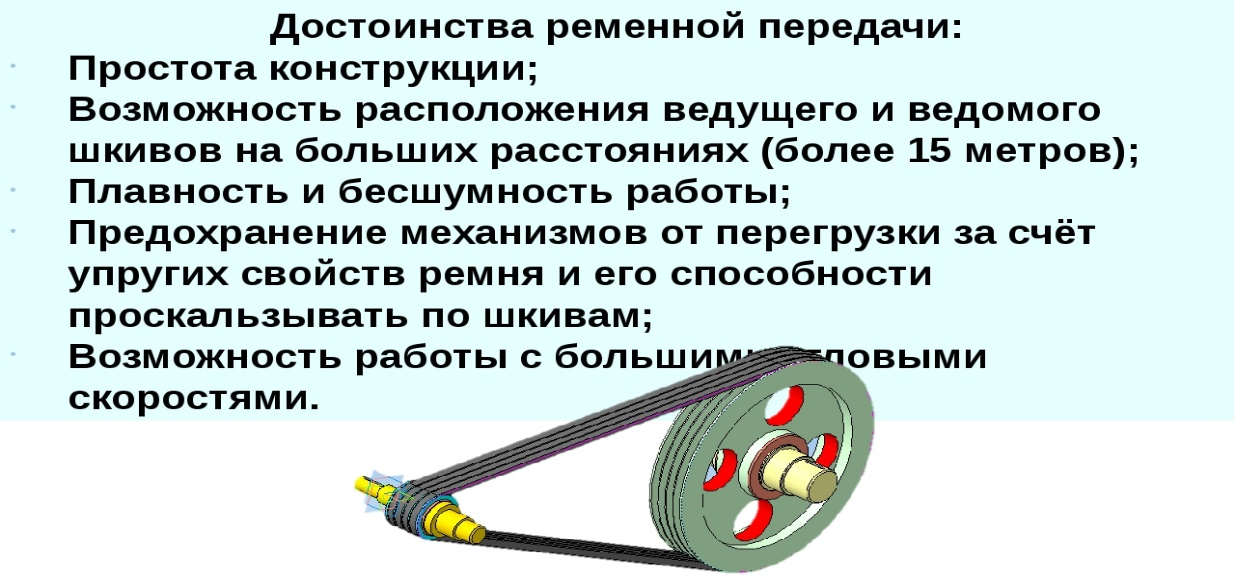 Достоинства ременной передачи:
Простота конструкции;
Возможность расположения ведущего и ведомого
шкивов на больших расстояниях (более 15 метров);
Плавность и бесшумность работы;
Предохранение механизмов от перегрузки за счёт
упругих свойств ремня и его способности
проскальзывать по шкивам;
Возможность работы с большими
скоростями.